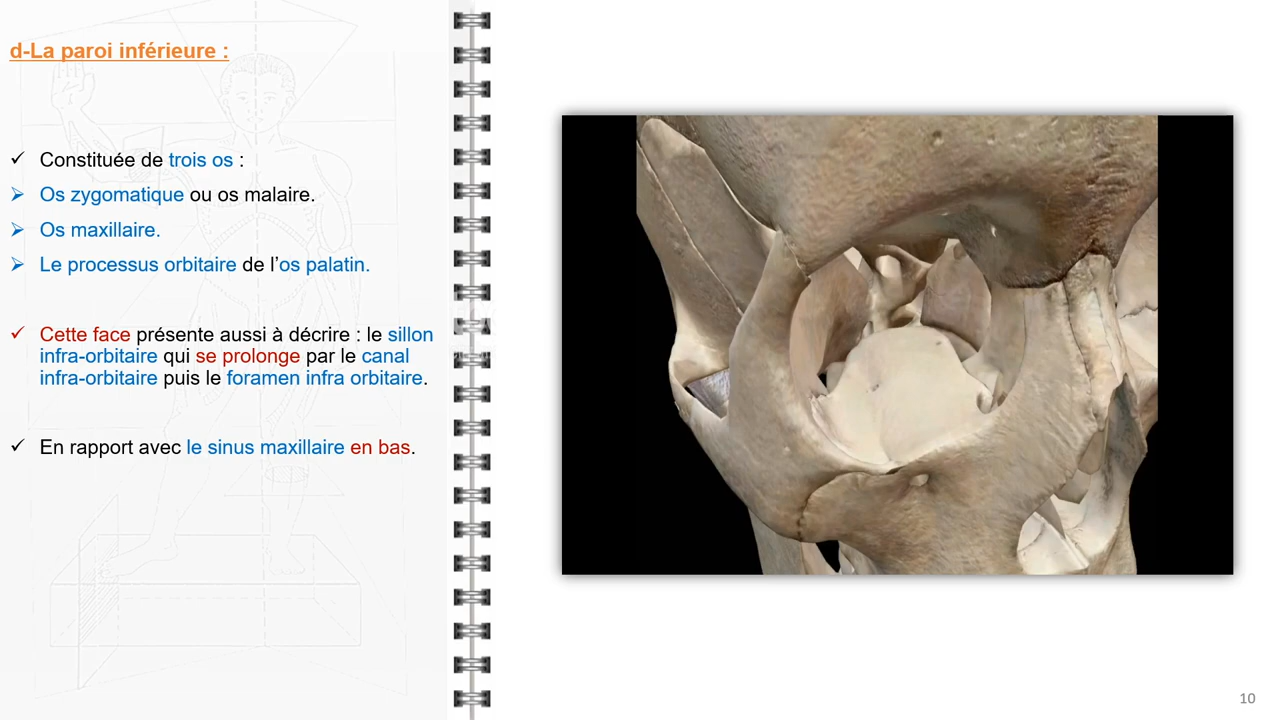 d-La paroi inférieure :
✓ Constituée de trois os :
➢ Os zygomatique ou os malaire.
➢ Os maxillaire.
➢ Le processus orbitaire de l’os palatin.
✓ Cette face présente aussi à décrire : le sillon
infra-orbitaire qui se prolonge par le canal
infra-orbitaire puis le foramen infra orbitaire.
✓ En rapport avec le sinus maxillaire en bas.
10